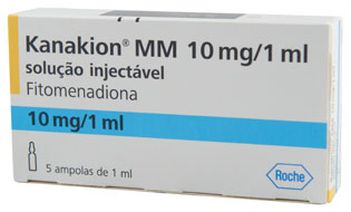 Kanakion® MM 10 mg/1 ml
solução injectável
Fitomenadiona
10 mg/1 ml
5 ampolas de 1 ml
Roche